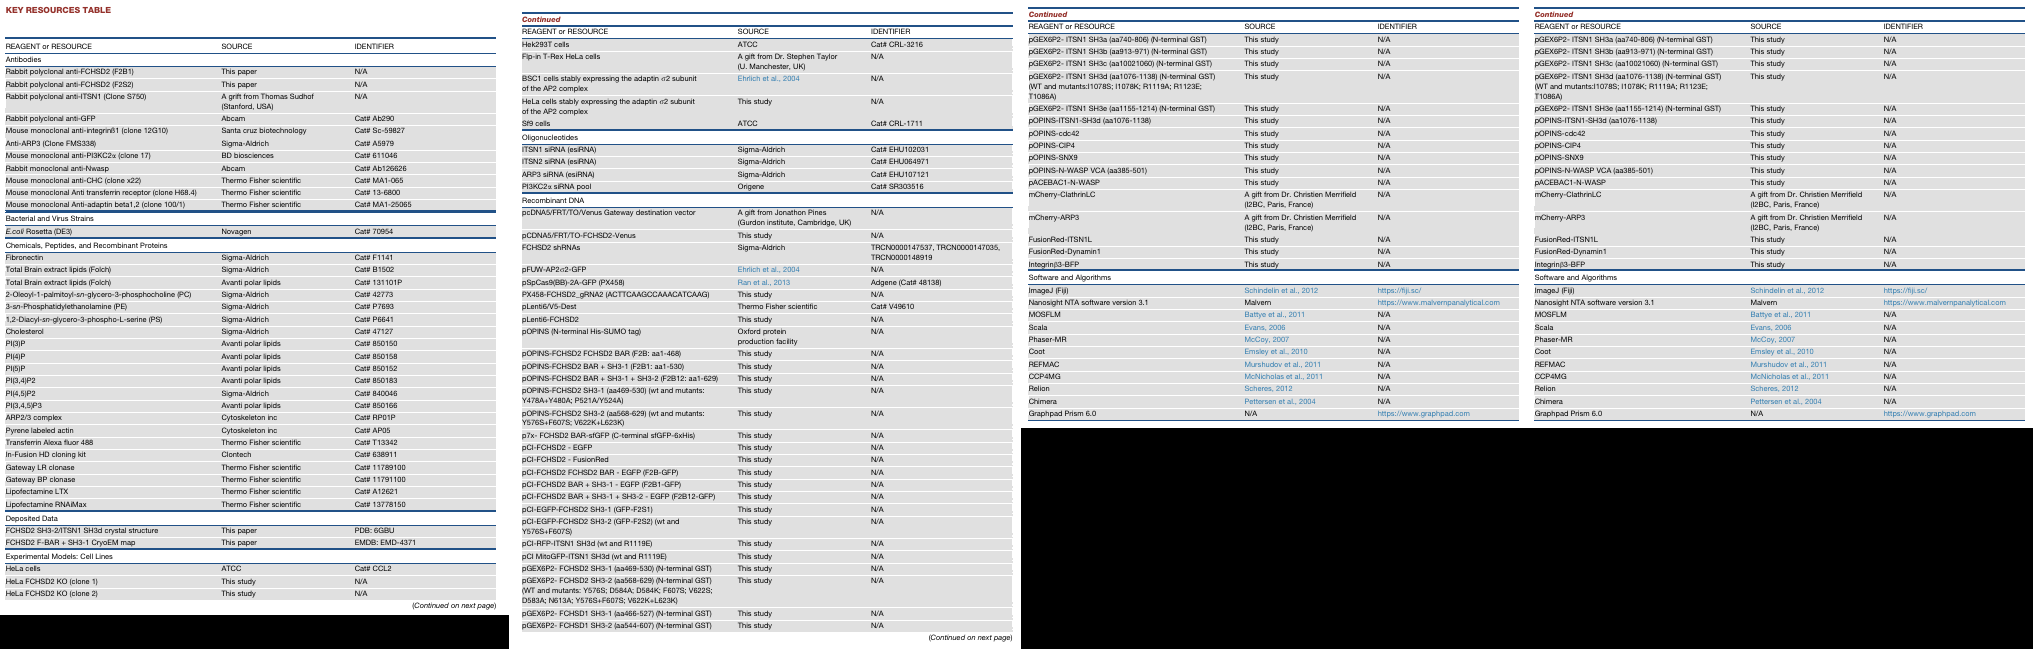 KEY RESOURCES TABLE
REAGENT or RESOURCE SOURCE IDENTIFIER
Antibodies
Rabbit polyclonal anti-FCHSD2 (F2B1) This paper N/A
Rabbit polyclonal anti-FCHSD2 (F2S2) This paper N/A
Rabbit polyclonal anti-ITSN1 (Clone S750) A grift from Thomas Sudhof N/A
(Stanford, USA)
Rabbit polyclonal anti-GFP Abcam Cat# Ab290
Mouse monoclonal anti-integrinß1 (clone 12G10) Santa cruz biotechnology Cat# Sc-59827
Anti-ARP3 (Clone FMS338) Sigma-Aldrich Cat# A5979
Mouse monoclonal anti-PI3KC2α (clone 17) BD biosciences Cat# 611046
Rabbit monoclonal anti-Nwasp Abcam Cat# Ab126626
Mouse monoclonal anti-CHC (clone x22) Thermo Fisher scientific Cat# MA1-065
Mouse monoclonal Anti transferrin receptor (clone H68.4) Thermo Fisher scientific Cat# 13-6800
Mouse monoclonal Anti-adaptin beta1,2 (clone 100/1) Thermo Fisher scientific Cat# MA1-25065
Bacterial and Virus Strains
E.coli Rosetta (DE3) Novagen Cat# 70954
Chemicals, Peptides, and Recombinant Proteins
Fibronectin Sigma-Aldrich Cat# F1141
Total Brain extract lipids (Folch) Sigma-Aldrich Cat# B1502
Total Brain extract lipids (Folch) Avanti polar lipids Cat# 131101P
2-Oleoyl-1-palmitoyl-sn-glycero-3-phosphocholine (PC) Sigma-Aldrich Cat# 42773
3-sn-Phosphatidylethanolamine (PE) Sigma-Aldrich Cat# P7693
1,2-Diacyl-sn-glycero-3-phospho-L-serine (PS) Sigma-Aldrich Cat# P6641
Cholesterol Sigma-Aldrich Cat# 47127
PI(3)P Avanti polar lipids Cat# 850150
PI(4)P Avanti polar lipids Cat# 850158
PI(5)P Avanti polar lipids Cat# 850152
PI(3,4)P2 Avanti polar lipids Cat# 850183
PI(4,5)P2 Sigma-Aldrich Cat# 840046
PI(3,4,5)P3 Avanti polar lipids Cat# 850166
ARP2/3 complex Cytoskeleton inc Cat# RP01P
Pyrene labeled actin Cytoskeleton inc Cat# AP05
Transferrin Alexa fluor 488 Thermo Fisher scientific Cat# T13342
In-Fusion HD cloning kit Clontech Cat# 638911
Gateway LR clonase Thermo Fisher scientific Cat# 11789100
Gateway BP clonase Thermo Fisher scientific Cat# 11791100
Lipofectamine LTX Thermo Fisher scientific Cat# A12621
Lipofectamine RNAiMax Thermo Fisher scientific Cat# 13778150
Deposited Data
FCHSD2 SH3-2/ITSN1 SH3d crystal structure This paper PDB: 6GBU
FCHSD2 F-BAR + SH3-1 CryoEM map This paper EMDB: EMD-4371
Experimental Models: Cell Lines
HeLa cells ATCC Cat# CCL2
HeLa FCHSD2 KO (clone 1) This study N/A
HeLa FCHSD2 KO (clone 2) This study N/A
(Continued on next page)
Continued
REAGENT or RESOURCE SOURCE IDENTIFIER
Hek293T cells ATCC Cat# CRL-3216
Flp-in T-Rex HeLa cells A gift from Dr. Stephen Taylor N/A
(U. Manchester, UK)
BSC1 cells stably expressing the adaptin σ2 subunit Ehrlich et al., 2004 N/A
of the AP2 complex
HeLa cells stably expressing the adaptin σ2 subunit This study N/A
of the AP2 complex
Sf9 cells ATCC Cat# CRL-1711
Oligonucleotides
ITSN1 siRNA (esiRNA) Sigma-Aldrich Cat# EHU102031
ITSN2 siRNA (esiRNA) Sigma-Aldrich Cat# EHU064971
ARP3 siRNA (esiRNA) Sigma-Aldrich Cat# EHU107121
PI3KC2α siRNA pool Origene Cat# SR303516
Recombinant DNA
pcDNA5/FRT/TO/Venus Gateway destination vector A gift from Jonathon Pines N/A
(Gurdon institute, Cambridge, UK)
pCDNA5/FRT/TO-FCHSD2-Venus This study N/A
FCHSD2 shRNAs Sigma-Aldrich TRCN0000147537, TRCN0000147035,
TRCN0000148919
pFUW-AP2σ2-GFP Ehrlich et al., 2004 N/A
pSpCas9(BB)-2A-GFP (PX458) Ran et al., 2013 Adgene (Cat# 48138)
PX458-FCHSD2_gRNA2 (ACTTCAAGCCAAACATCAAG) This study N/A
pLenti6/V5-Dest Thermo Fisher scientific Cat# V49610
pLenti6-FCHSD2 This study N/A
pOPINS (N-terminal His-SUMO tag) Oxford protein N/A
production facility
pOPINS-FCHSD2 FCHSD2 BAR (F2B: aa1-468) This study N/A
pOPINS-FCHSD2 BAR + SH3-1 (F2B1: aa1-530) This study N/A
pOPINS-FCHSD2 BAR + SH3-1 + SH3-2 (F2B12: aa1-629) This study N/A
pOPINS-FCHSD2 SH3-1 (aa469-530) (wt and mutants: This study N/A
Y478A+Y480A; P521A/Y524A)
pOPINS-FCHSD2 SH3-2 (aa568-629) (wt and mutants: This study N/A
Y576S+F607S; V622K+L623K)
p7x- FCHSD2 BAR-sfGFP (C-terminal sfGFP-6xHis) This study N/A
pCI-FCHSD2 - EGFP This study N/A
pCI-FCHSD2 - FusionRed This study N/A
pCI-FCHSD2 FCHSD2 BAR - EGFP (F2B-GFP) This study N/A
pCI-FCHSD2 BAR + SH3-1 - EGFP (F2B1-GFP) This study N/A
pCI-FCHSD2 BAR + SH3-1 + SH3-2 - EGFP (F2B12-GFP) This study N/A
pCI-EGFP-FCHSD2 SH3-1 (GFP-F2S1) This study N/A
pCI-EGFP-FCHSD2 SH3-2 (GFP-F2S2) (wt and This study N/A
Y576S+F607S)
pCI-RFP-ITSN1 SH3d (wt and R1119E) This study N/A
pCI MitoGFP-ITSN1 SH3d (wt and R1119E) This study N/A
pGEX6P2- FCHSD2 SH3-1 (aa469-530) (N-terminal GST) This study N/A
pGEX6P2- FCHSD2 SH3-2 (aa568-629) (N-terminal GST) This study N/A
(WT and mutants: Y576S; D584A; D584K; F607S; V622S;
D583A; N613A; Y576S+F607S; V622K+L623K)
pGEX6P2- FCHSD1 SH3-1 (aa466-527) (N-terminal GST) This study N/A
pGEX6P2- FCHSD1 SH3-2 (aa544-607) (N-terminal GST) This study N/A
(Continued on next page)
Continued
REAGENT or RESOURCE SOURCE IDENTIFIER
pGEX6P2- ITSN1 SH3a (aa740-806) (N-terminal GST) This study N/A
pGEX6P2- ITSN1 SH3b (aa913-971) (N-terminal GST) This study N/A
pGEX6P2- ITSN1 SH3c (aa10021060) (N-terminal GST) This study N/A
pGEX6P2- ITSN1 SH3d (aa1076-1138) (N-terminal GST) This study N/A
(WT and mutants:I1078S; I1078K; R1119A; R1123E;
T1086A)
pGEX6P2- ITSN1 SH3e (aa1155-1214) (N-terminal GST) This study N/A
pOPINS-ITSN1-SH3d (aa1076-1138) This study N/A
pOPINS-cdc42 This study N/A
pOPINS-CIP4 This study N/A
pOPINS-SNX9 This study N/A
pOPINS-N-WASP VCA (aa385-501) This study N/A
pACEBAC1-N-WASP This study N/A
mCherry-ClathrinLC A gift from Dr. Christien Merrifield N/A
(I2BC, Paris, France)
mCherry-ARP3 A gift from Dr. Christien Merrifield N/A
(I2BC, Paris, France)
FusionRed-ITSN1L This study N/A
FusionRed-Dynamin1 This study N/A
Integrinβ3-BFP This study N/A
Software and Algorithms
ImageJ (Fiji) Schindelin et al., 2012 https://fiji.sc/
Nanosight NTA software version 3.1 Malvern https://www.malvernpanalytical.com
MOSFLM Battye et al., 2011 N/A
Scala Evans, 2006 N/A
Phaser-MR McCoy, 2007 N/A
Coot Emsley et al., 2010 N/A
REFMAC Murshudov et al., 2011 N/A
CCP4MG McNicholas et al., 2011 N/A
Relion Scheres, 2012 N/A
Chimera Pettersen et al., 2004 N/A
Graphpad Prism 6.0 N/A https://www.graphpad.com
Continued
REAGENT or RESOURCE SOURCE IDENTIFIER
pGEX6P2- ITSN1 SH3a (aa740-806) (N-terminal GST) This study N/A
pGEX6P2- ITSN1 SH3b (aa913-971) (N-terminal GST) This study N/A
pGEX6P2- ITSN1 SH3c (aa10021060) (N-terminal GST) This study N/A
pGEX6P2- ITSN1 SH3d (aa1076-1138) (N-terminal GST) This study N/A
(WT and mutants:I1078S; I1078K; R1119A; R1123E;
T1086A)
pGEX6P2- ITSN1 SH3e (aa1155-1214) (N-terminal GST) This study N/A
pOPINS-ITSN1-SH3d (aa1076-1138) This study N/A
pOPINS-cdc42 This study N/A
pOPINS-CIP4 This study N/A
pOPINS-SNX9 This study N/A
pOPINS-N-WASP VCA (aa385-501) This study N/A
pACEBAC1-N-WASP This study N/A
mCherry-ClathrinLC A gift from Dr. Christien Merrifield N/A
(I2BC, Paris, France)
mCherry-ARP3 A gift from Dr. Christien Merrifield N/A
(I2BC, Paris, France)
FusionRed-ITSN1L This study N/A
FusionRed-Dynamin1 This study N/A
Integrinβ3-BFP This study N/A
Software and Algorithms
ImageJ (Fiji) Schindelin et al., 2012 https://fiji.sc/
Nanosight NTA software version 3.1 Malvern https://www.malvernpanalytical.com
MOSFLM Battye et al., 2011 N/A
Scala Evans, 2006 N/A
Phaser-MR McCoy, 2007 N/A
Coot Emsley et al., 2010 N/A
REFMAC Murshudov et al., 2011 N/A
CCP4MG McNicholas et al., 2011 N/A
Relion Scheres, 2012 N/A
Chimera Pettersen et al., 2004 N/A
Graphpad Prism 6.0 N/A https://www.graphpad.com